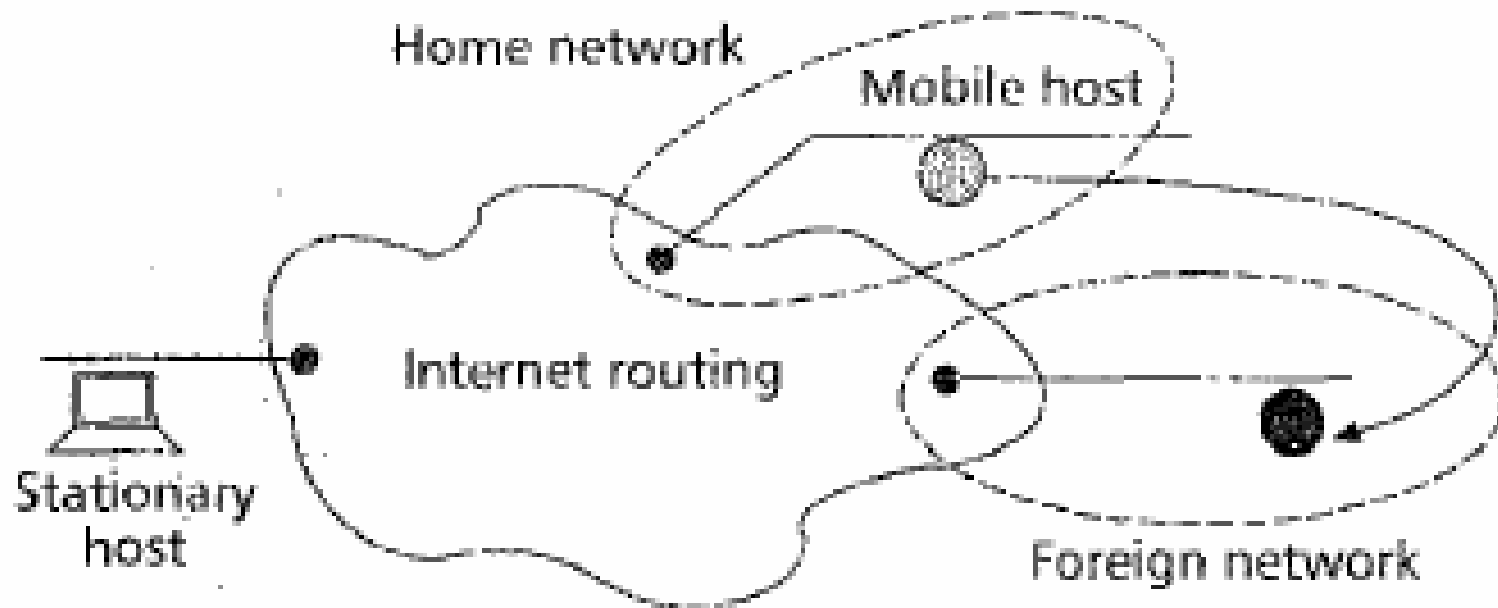 Home network
Mobile host
Internet routing
Stationary
host
Foreign network